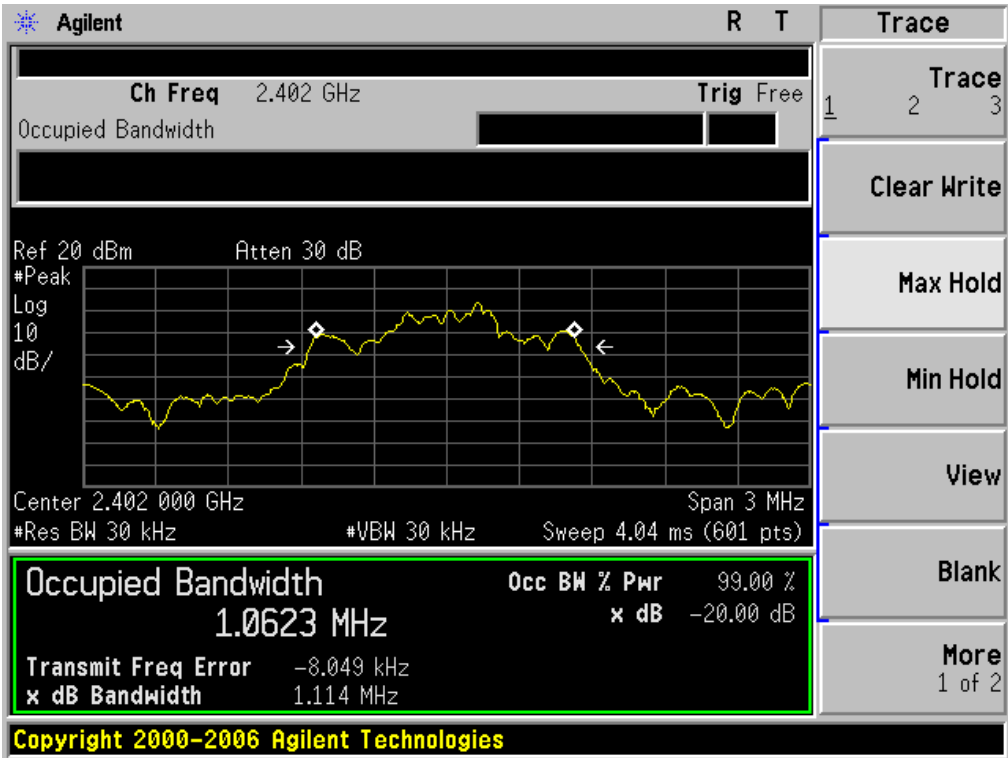 Agilent R T Trace
Ch Freq 2.402 GHz Trig Free
Occupied Bandwidth
Trace
1 2 3
Clear Write
Ref 20 dBm Atten 30 dB
#Peak
Log
10
dB/
Max Hold
Min Hold
View
Center 2.402 000 GHz Span 3 MHz
#Res BW 30 kHz #VBW 30 kHz Sweep 4.04 ms (601 pts)
Occupied Bandwidth Occ BW % Pwr 99.00 %
1.0623 MHz x dB -20.00 dB
Blank
Transmit Freq Error -8.049 kHz
x dB Bandwidth 1.114 MHz
More
1 of 2
Copyright 2000-2006 Agilent Technologies